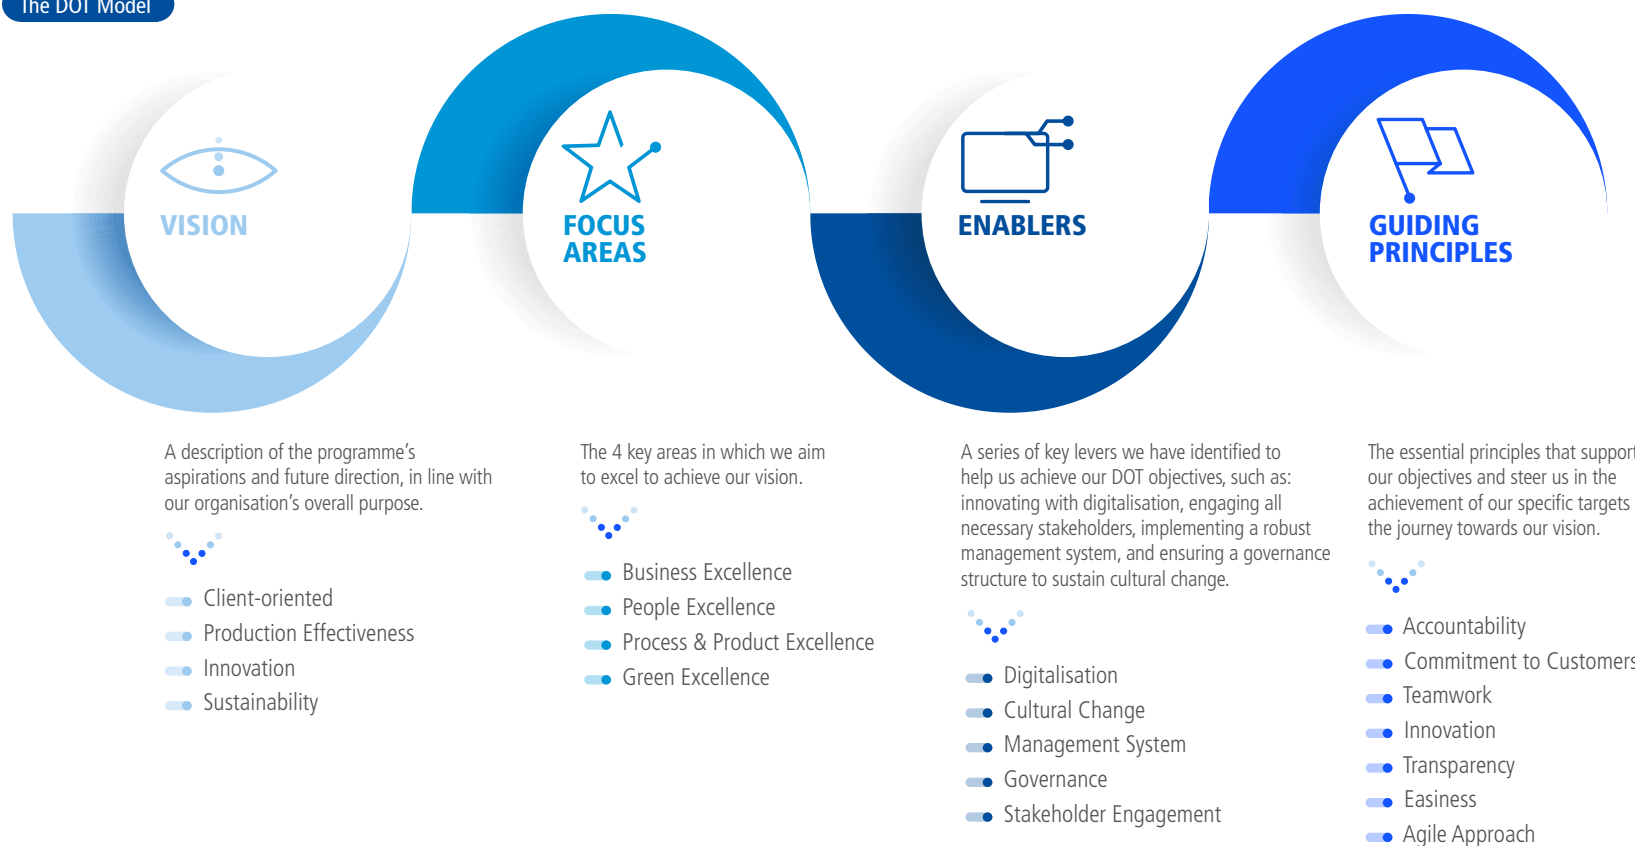 The DOT Model
VISION
A description of the programme's
aspirations and future direction, in line with
our organisation's overall purpose.
Client-oriented
Production Effectiveness
Innovation
Sustainability
FOCUS
AREAS
The 4 key areas in which we aim
to excel to achieve our vision.
Business Excellence
People Excellence
Process & Product Excellence
Green Excellence
ENABLERS
A series of key levers we have identified to
help us achieve our DOT objectives, such as:
innovating with digitalisation, engaging all
necessary stakeholders, implementing a robust
management system, and ensuring a governance
structure to sustain cultural change.
Digitalisation
Cultural Change
Management System
Governance
Stakeholder Engagement
GUIDING
PRINCIPLES
The essential principles that support
our objectives and steer us in the
achievement of our specific targets
the journey towards our vision.
Accountability
Commitment to Customers
Teamwork
Innovation
Transparency
Easiness
Agile Approach